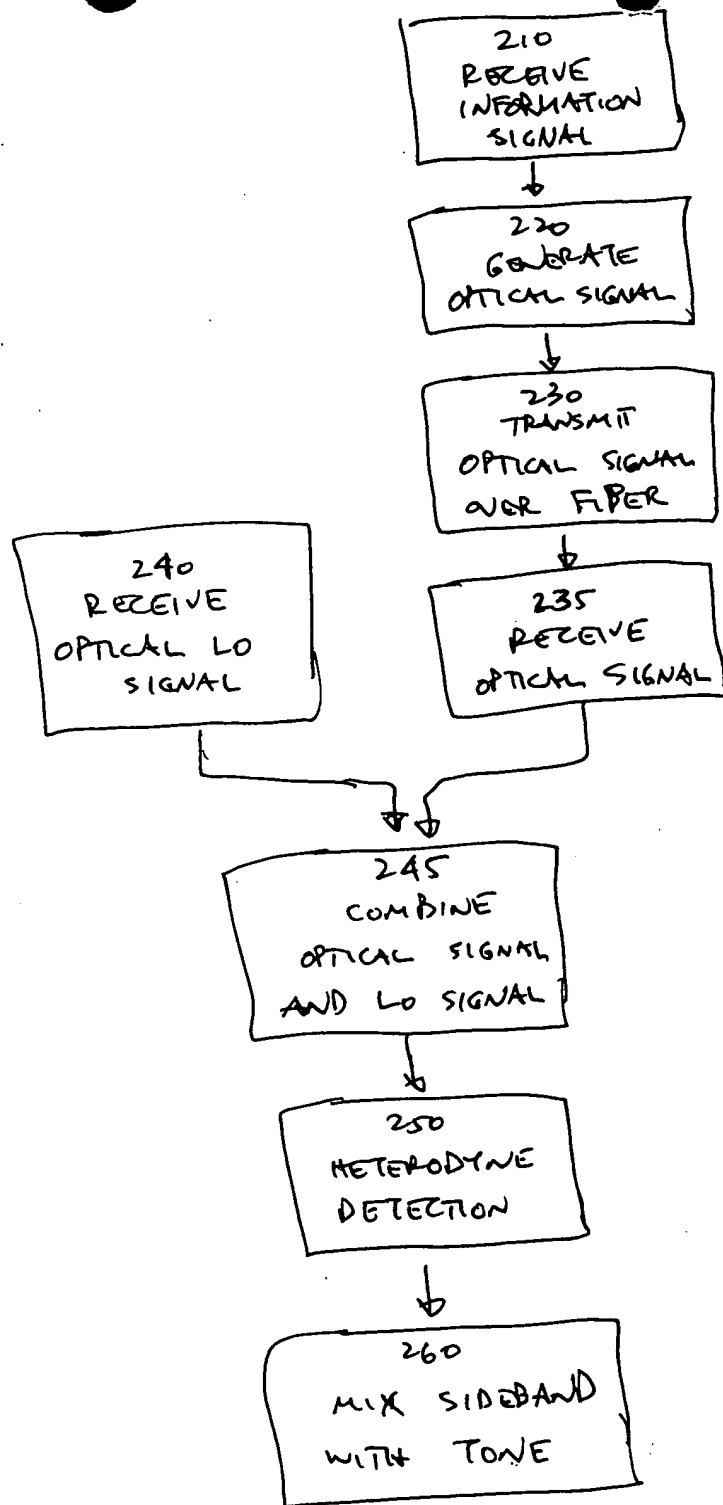 210
RECEIVE
INFORMATION
SIGNAL
220
GENERATE
OPTICAL SIGNAL
230
TRANSMIT
OPTICAL SIGNAL
OVER FIBER
240
RECEIVE
OPTICAL LO
SIGNAL
235
RECEIVE
OPTICAL SIGNAL
245
COMBINE
OPTICAL SIGNAL
AND LO SIGNAL
250
HETERODYNE
DETECTION
260
MIX SIDEBAND
WITH TONE